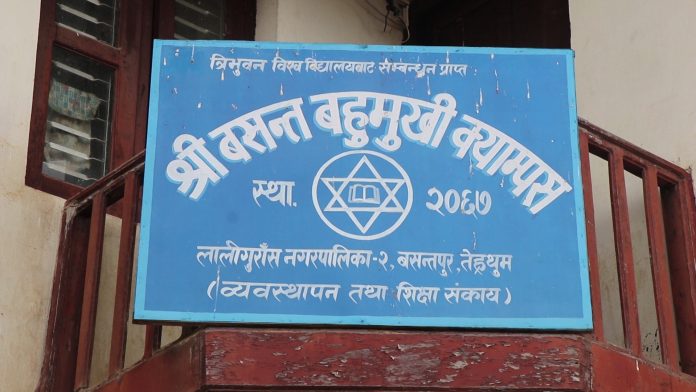 त्रिभुवन विश्व विद्यालयबाट सम्बन्धन प्राप्त
श्री बसन्त बहुमुखी क्याम्पस
स्था. २०६७
लालीगुराँस नगरपालिका-२, बसन्तपुर, तेह्रथुम
(व्यवस्थापन तथा शिक्षा संकाय)